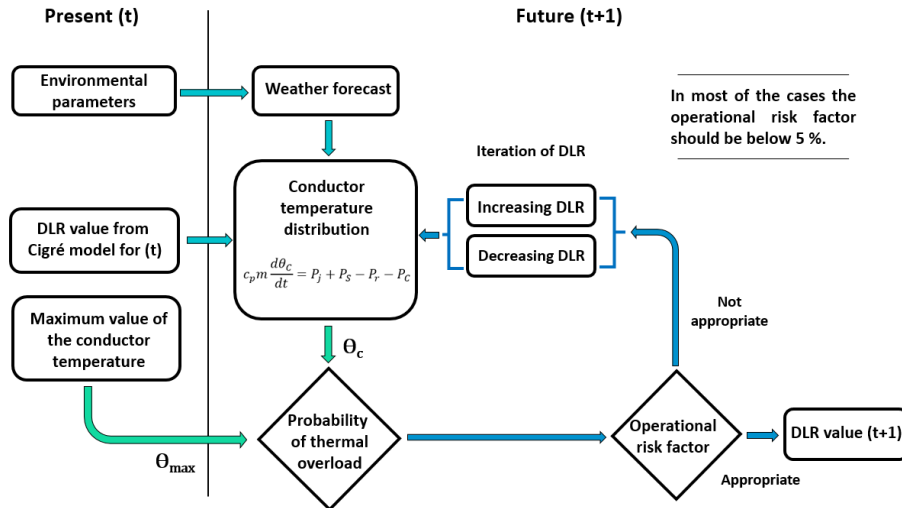 Present (t)
Future (t+1)
Environmental
parameters
Weather forecast
In most of the cases the
operational risk factor
should be below 5 %.
Iteration of DLR
Conductor
temperature
distribution
c_p m dθ_C/dt = P_j + P_S − P_r − P_C
Increasing DLR
Decreasing DLR
DLR value from
Cigré model for (t)
Maximum value of
the conductor
temperature
Not
appropriate
Θ_c
Probability
of thermal
overload
Operational
risk factor
DLR value (t+1)
Θ_max
Appropriate